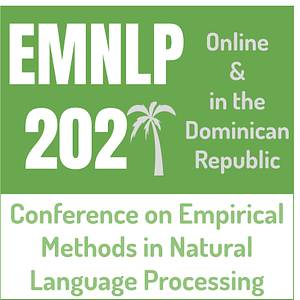 EMNLP
202
Online
&
in the
Dominican
Republic
Conference on Empirical
Methods in Natural
Language Processing